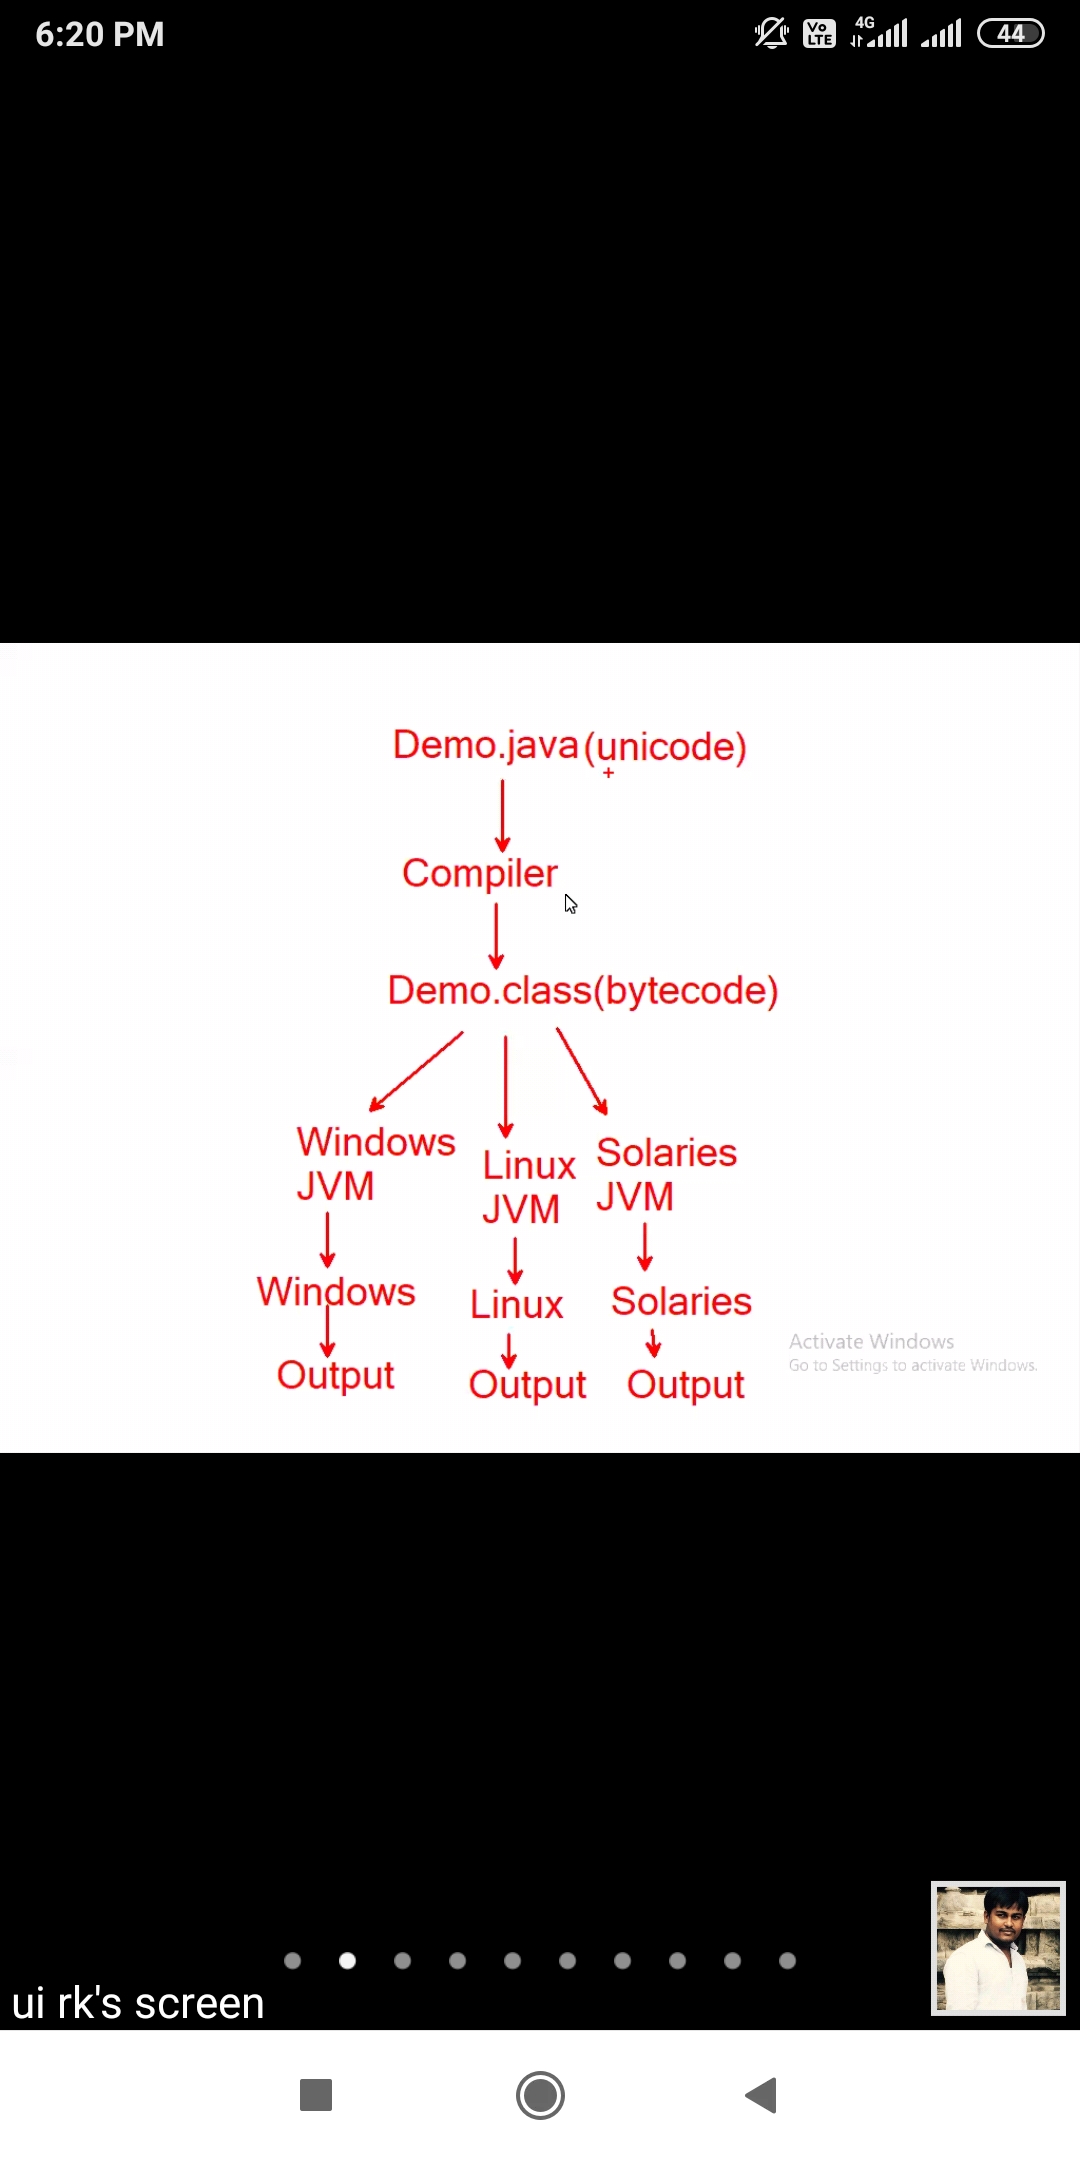 6:20 PM
Vo LTE 4G 44
Demo.java(unicode)
Compiler
Demo.class(bytecode)
Windows JVM
Linux JVM
Solaries JVM
Windows
Linux
Solaries
Output
Output
Output
Activate Windows
Go to Settings to activate Windows.
ui rk's screen